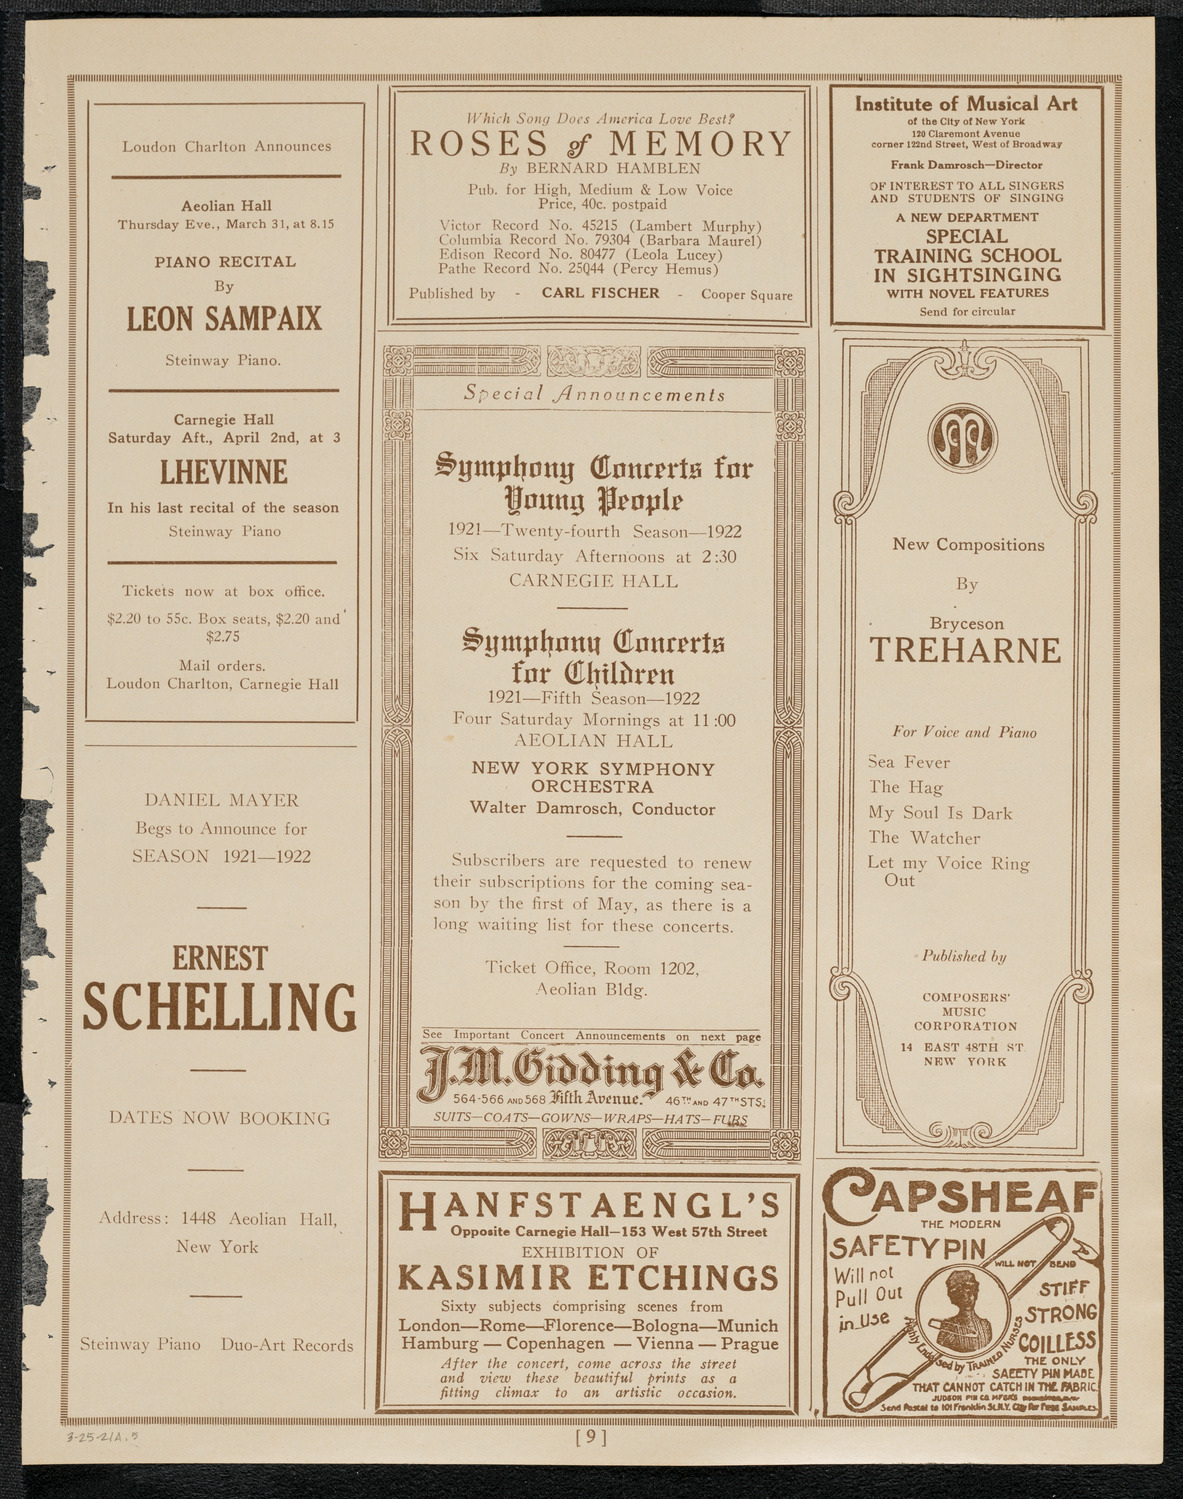 Loudon Charlton Announces
Aeolian Hall
Thursday Eve., March 31, at 8.15
PIANO RECITAL
By
LEON SAMPAIX
Steinway Piano.
Carnegie Hall
Saturday Aft., April 2nd, at 3
LHEVINNE
In his last recital of the season
Steinway Piano
Tickets now at box office.
$2.20 to 55c. Box seats, $2.20 and
$2.75
Mail orders.
Loudon Charlton, Carnegie Hall
DANIEL MAYER
Begs to Announce for
SEASON 1921—1922
ERNEST
SCHELLING
DATES NOW BOOKING
Address: 1448 Aeolian Hall,
New York
Steinway Piano Duo-Art Records
Which Song Does America Love Best?
ROSES of MEMORY
By BERNARD HAMBLEN
Pub. for High, Medium & Low Voice
Price, 40c. postpaid
Victor Record No. 45215 (Lambert Murphy)
Columbia Record No. 79304 (Barbara Maurel)
Edison Record No. 80477 (Leola Lucey)
Pathe Record No. 25Q44 (Percy Hemus)
Published by - CARL FISCHER - Cooper Square
Special Announcements
Symphony Concerts for
Young People
1921—Twenty-fourth Season—1922
Six Saturday Afternoons at 2:30
CARNEGIE HALL
Symphony Concerts
for Children
1921—Fifth Season—1922
Four Saturday Mornings at 11:00
AEOLIAN HALL
NEW YORK SYMPHONY
ORCHESTRA
Walter Damrosch, Conductor
Subscribers are requested to renew
their subscriptions for the coming sea-
son by the first of May, as there is a
long waiting list for these concerts.
Ticket Office, Room 1202,
Aeolian Bldg.
See Important Concert Announcements on next page
J.M. Gidding & Co.
564-566 AND 568 Fifth Avenue. 46TH AND 47TH STS.
SUITS—COATS—GOWNS—WRAPS—HATS—FURS
HANFSTAENGL'S
Opposite Carnegie Hall—153 West 57th Street
EXHIBITION OF
KASIMIR ETCHINGS
Sixty subjects comprising scenes from
London—Rome—Florence—Bologna—Munich
Hamburg — Copenhagen — Vienna — Prague
After the concert, come across the street
and view these beautiful prints as a
fitting climax to an artistic occasion.
Institute of Musical Art
of the City of New York
120 Claremont Avenue
corner 122nd Street, West of Broadway
Frank Damrosch—Director
OF INTEREST TO ALL SINGERS
AND STUDENTS OF SINGING
A NEW DEPARTMENT
SPECIAL
TRAINING SCHOOL
IN SIGHTSINGING
WITH NOVEL FEATURES
Send for circular
New Compositions
By
Bryceson
TREHARNE
For Voice and Piano
Sea Fever
The Hag
My Soul Is Dark
The Watcher
Let my Voice Ring
Out
Published by
COMPOSERS'
MUSIC
CORPORATION
14 EAST 48TH ST.
NEW YORK
CAPSHEAF
THE MODERN
SAFETY PIN
WILL NOT BEND
Will not
Pull Out
in Use
STIFF
STRONG
COILLESS
Highly Endorsed by TRAINED NURSES
THE ONLY
SAFETY PIN MADE
THAT CANNOT CATCH IN THE FABRIC
JUDSON PIN CO. MFGRS
Send Postal to 101 Franklin St. N.Y. City For Free SAMPLES
3-25-21A.5
[9]